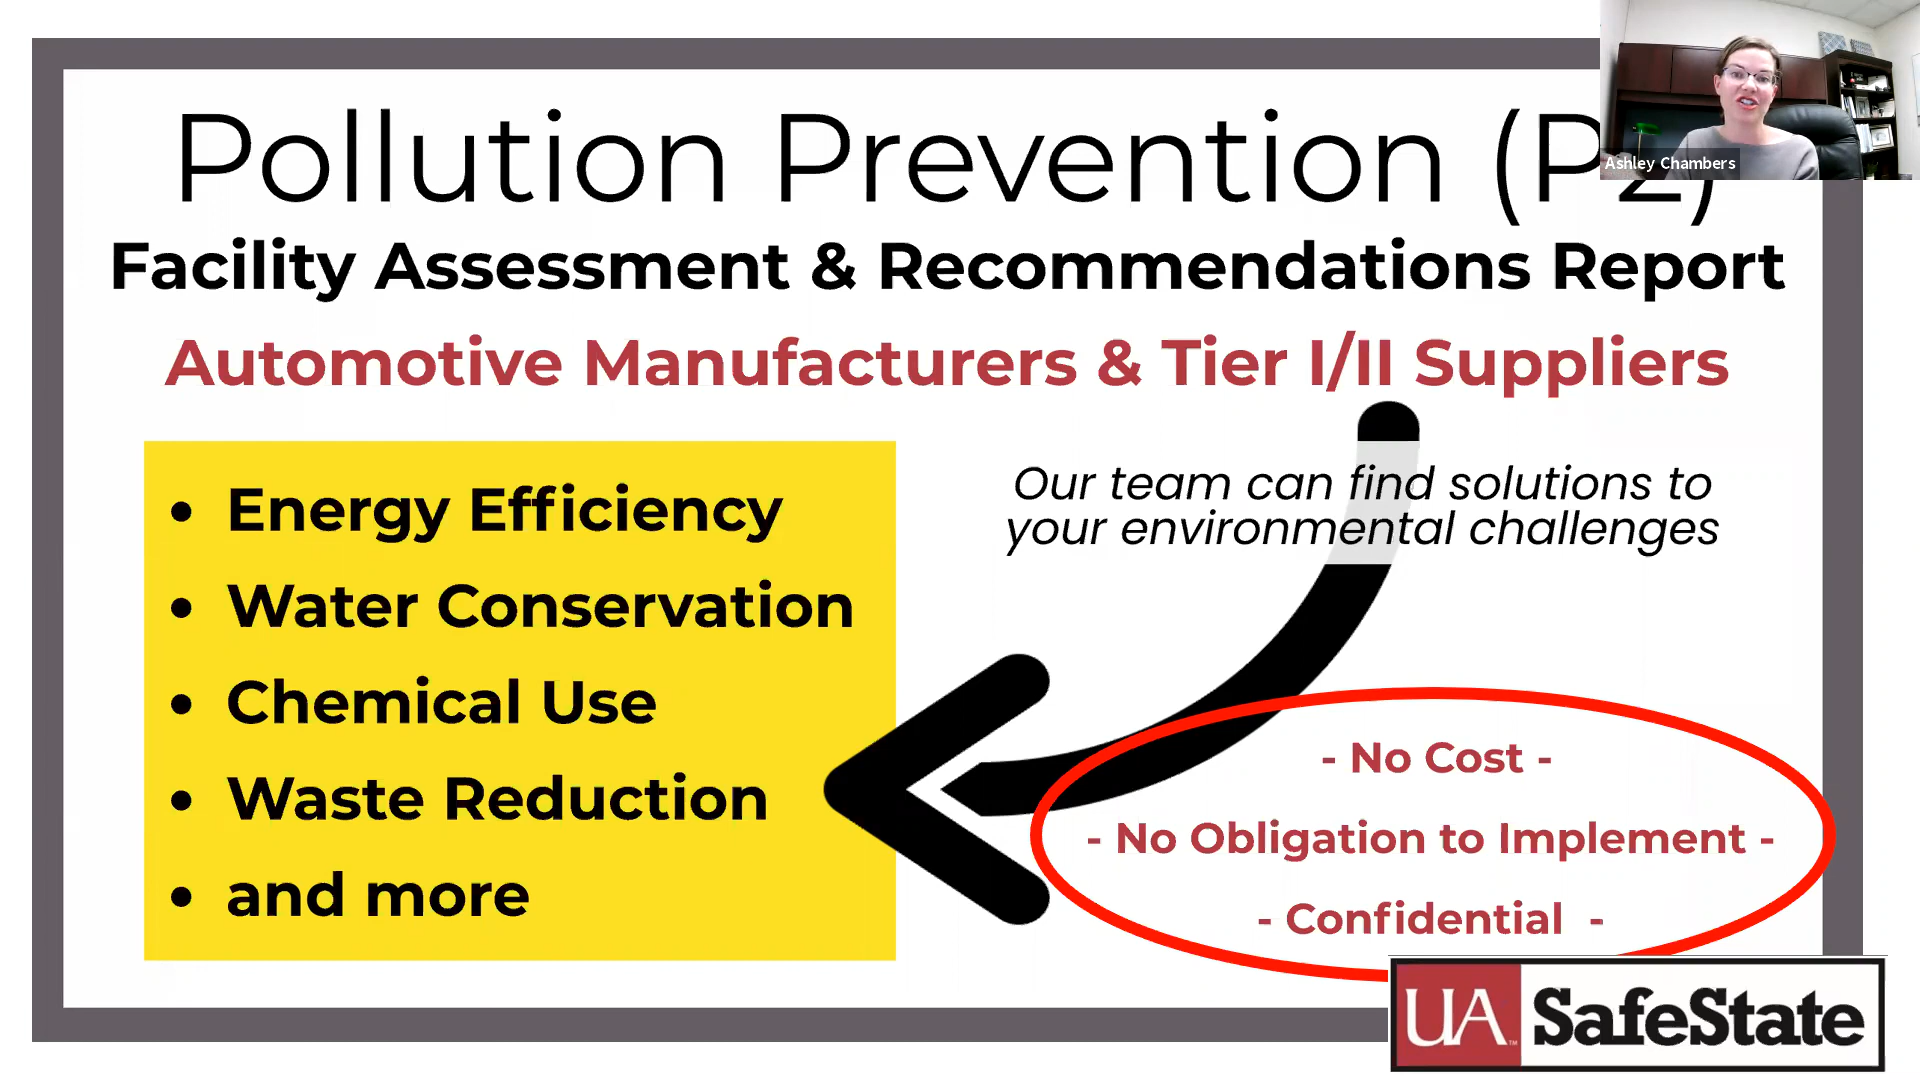 Pollution Prevention (P2)
Ashley Chambers
Facility Assessment & Recommendations Report
Automotive Manufacturers & Tier I/II Suppliers
• Energy Efficiency
• Water Conservation
• Chemical Use
• Waste Reduction
• and more
Our team can find solutions to
your environmental challenges
- No Cost -
- No Obligation to Implement -
- Confidential -
UA™ SafeState